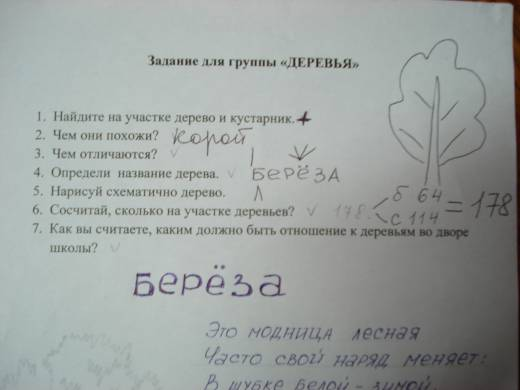 Задание для группы «ДЕРЕВЬЯ»
1. Найдите на участке дерево и кустарник. +
2. Чем они похожи? Корой
3. Чем отличаются? ✓
4. Определи название дерева. ✓ БЕРЁЗА
5. Нарисуй схематично дерево.
6. Сосчитай, сколько на участке деревьев? ✓ 178. б 64 с 114 = 178
7. Как вы считаете, каким должно быть отношение к деревьям во дворе
школы? ✓
Берёза
Это модница лесная
Часто свой наряд меняет:
В шубке белой - зимой,